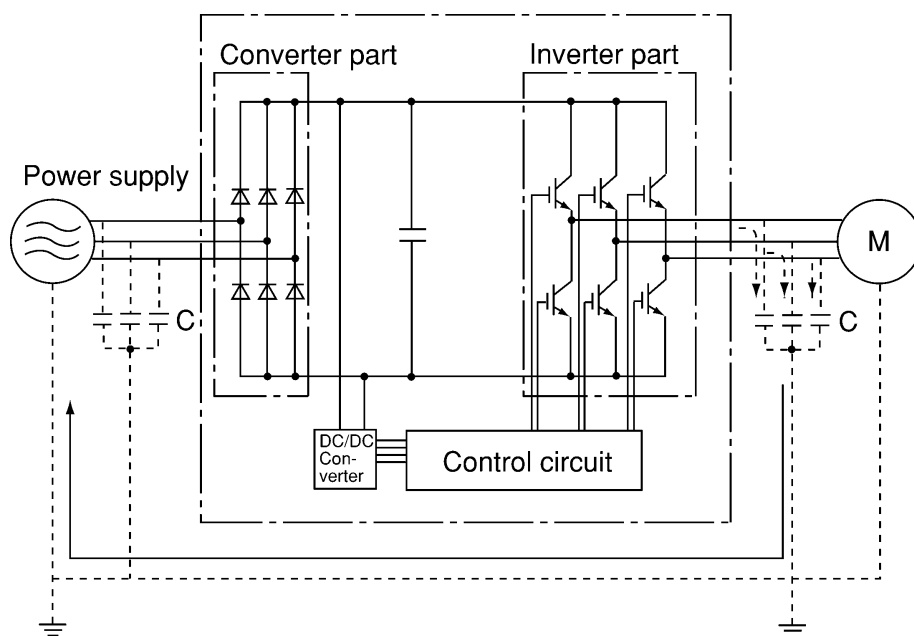 Converter part
Inverter part
Power supply
M
C
C
DC/DC
Con-
verter
Control circuit